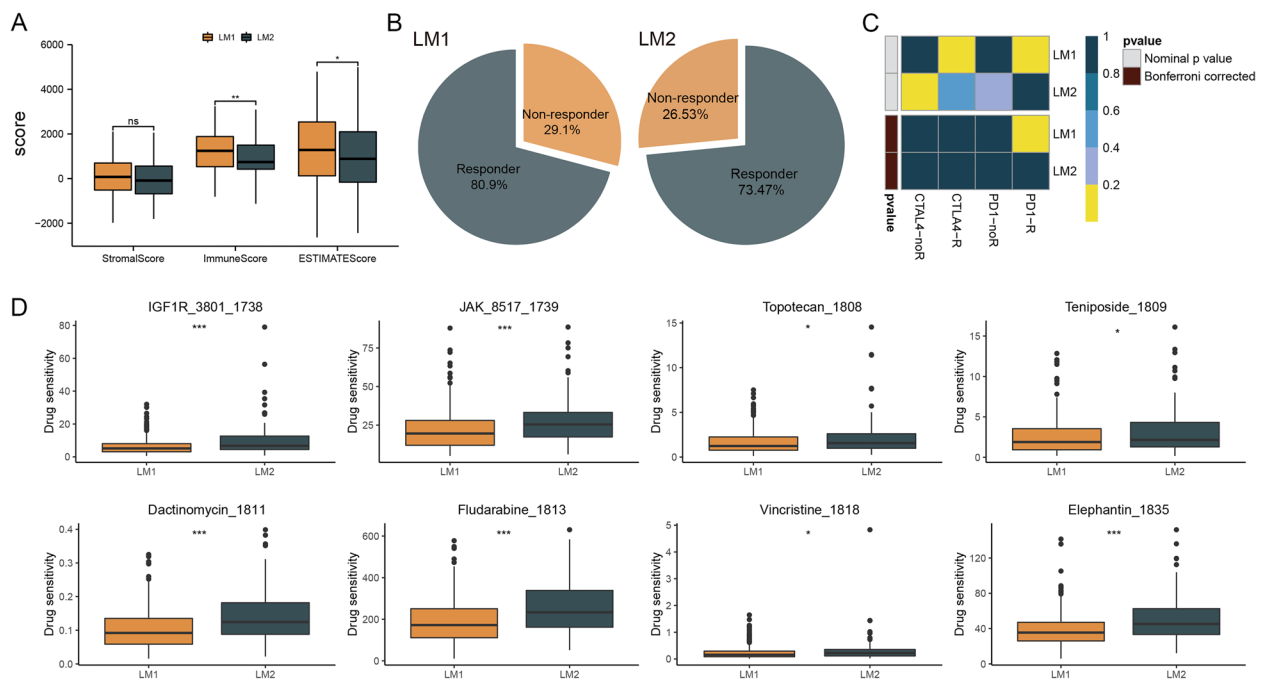 A
LM1 LM2
score
6000
4000
2000
0
−2000
ns
**
*
StromalScore ImmuneScore ESTIMATEScore
B
LM1
Non-responder
29.1%
Responder
80.9%
LM2
Non-responder
26.53%
Responder
73.47%
C
LM1
LM2
LM1
LM2
pvalue
CTAL4−noR
CTLA4−R
PD1−noR
PD1−R
1
0.8
0.6
0.4
0.2
pvalue
Nominal p value
Bonferroni corrected
D
IGF1R_3801_1738
***
Drug sensitivity
80
60
40
20
0
LM1 LM2
JAK_8517_1739
***
Drug sensitivity
75
50
25
LM1 LM2
Topotecan_1808
*
Drug sensitivity
15
10
5
0
LM1 LM2
Teniposide_1809
*
Drug sensitivity
15
10
5
0
LM1 LM2
Dactinomycin_1811
***
Drug sensitivity
0.4
0.3
0.2
0.1
0.0
LM1 LM2
Fludarabine_1813
***
Drug sensitivity
600
400
200
0
LM1 LM2
Vincristine_1818
*
Drug sensitivity
5
4
3
2
1
0
LM1 LM2
Elephantin_1835
***
Drug sensitivity
120
80
40
0
LM1 LM2